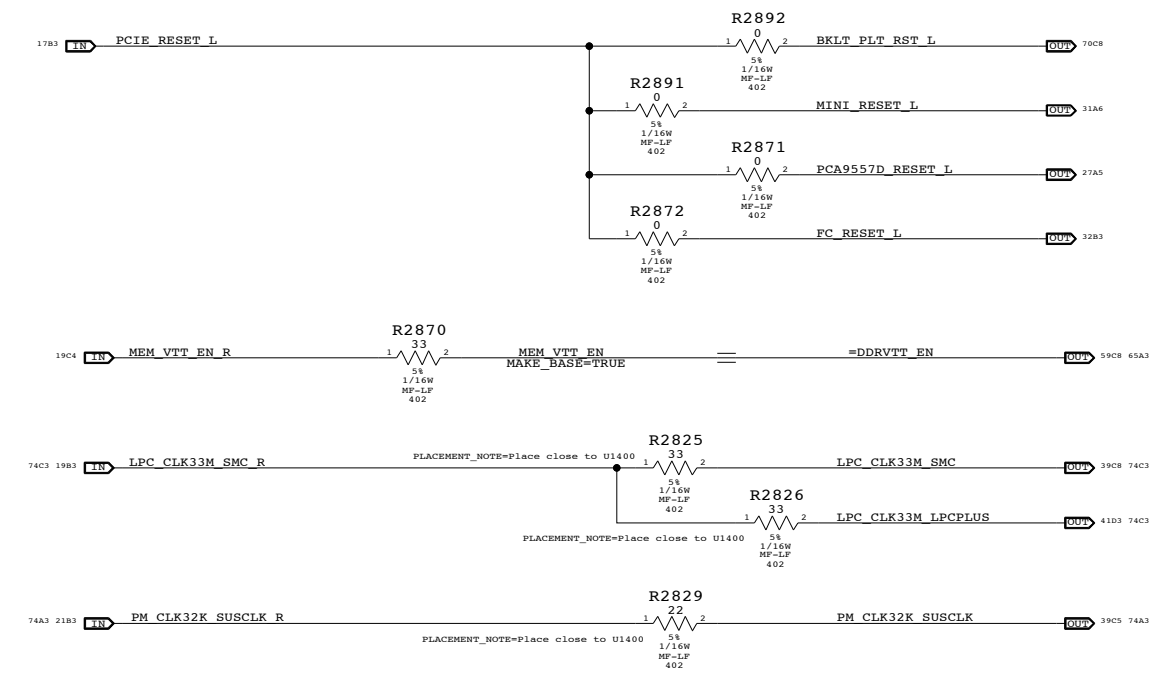 R2892
17B3 IN PCIE_RESET_L 1 0 2 BKLT_PLT_RST_L OUT 70C8
5%
1/16W
MF-LF
402
R2891
1 0 2 MINI_RESET_L OUT 31A6
5%
1/16W
MF-LF
402
R2871
1 0 2 PCA9557D_RESET_L OUT 27A5
5%
1/16W
MF-LF
402
R2872
1 0 2 FC_RESET_L OUT 32B3
5%
1/16W
MF-LF
402
R2870
19C4 IN MEM_VTT_EN_R 1 33 2 MEM_VTT_EN =DDRVTT_EN OUT 59C8 65A3
MAKE_BASE=TRUE
5%
1/16W
MF-LF
402
R2825
PLACEMENT_NOTE=Place close to U1400
74C3 19B3 IN LPC_CLK33M_SMC_R 1 33 2 LPC_CLK33M_SMC OUT 39C8 74C3
5%
1/16W
MF-LF
402
R2826
1 33 2 LPC_CLK33M_LPCPLUS OUT 41D3 74C3
PLACEMENT_NOTE=Place close to U1400
5%
1/16W
MF-LF
402
R2829
74A3 21B3 IN PM_CLK32K_SUSCLK_R 1 22 2 PM_CLK32K_SUSCLK OUT 39C5 74A3
PLACEMENT_NOTE=Place close to U1400
5%
1/16W
MF-LF
402